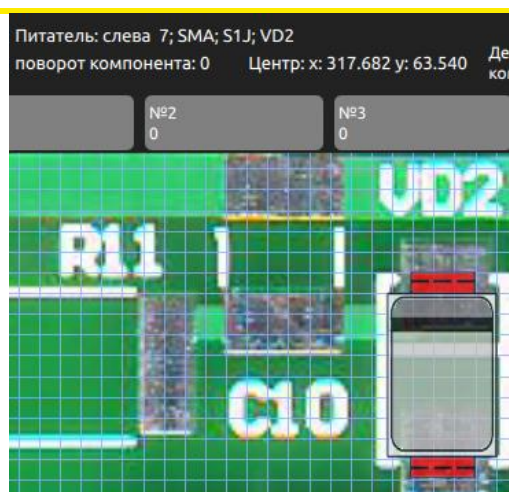 Питатель: слева 7; SMA; S1J; VD2
поворот компонента: 0 Центр: x: 317.682 y: 63.540
№2
0
№3
0
VD2
R11
C10